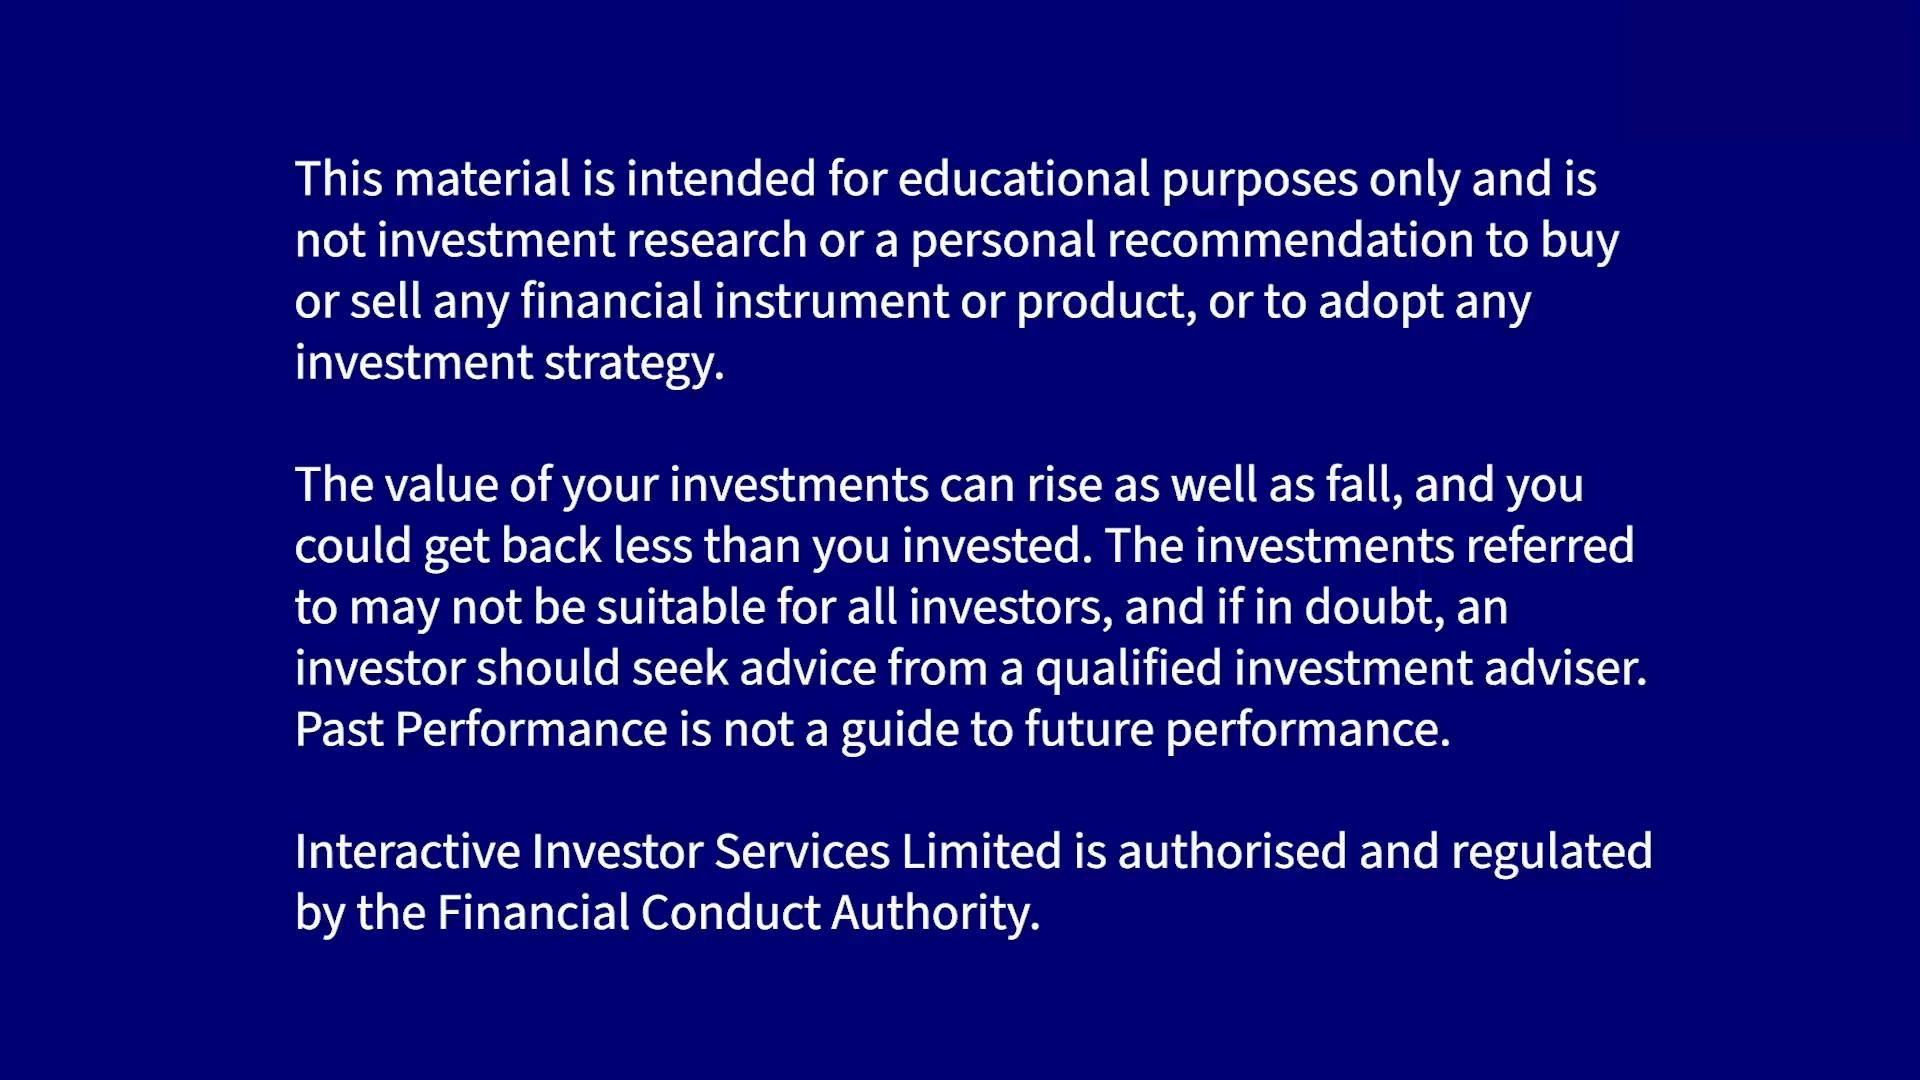 This material is intended for educational purposes only and is
not investment research or a personal recommendation to buy
or sell any financial instrument or product, or to adopt any
investment strategy.
The value of your investments can rise as well as fall, and you
could get back less than you invested. The investments referred
to may not be suitable for all investors, and if in doubt, an
investor should seek advice from a qualified investment adviser.
Past Performance is not a guide to future performance.
Interactive Investor Services Limited is authorised and regulated
by the Financial Conduct Authority.